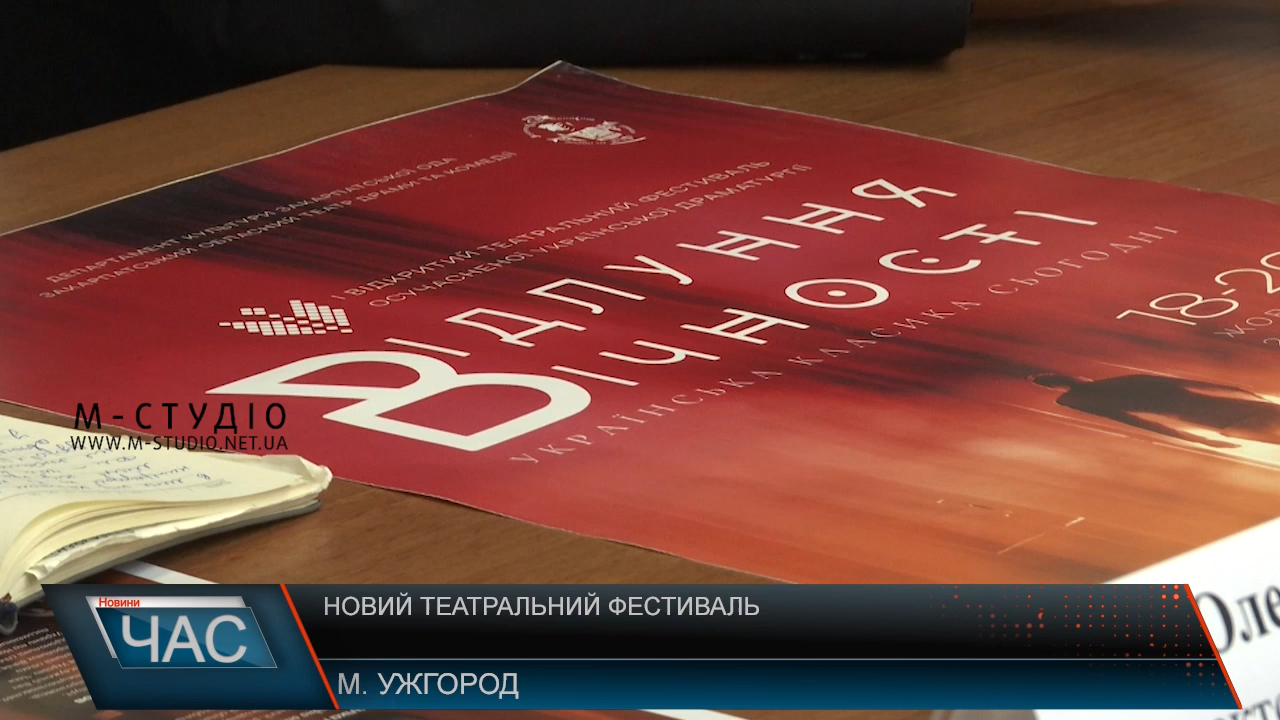 ДЕПАРТАМЕНТ КУЛЬТУРИ ЗАКАРПАТСЬКОЇ ОДА
ЗАКАРПАТСЬКИЙ ОБЛАСНИЙ ТЕАТР ДРАМИ ТА КОМЕДІЇ
І ВІДКРИТИЙ ТЕАТРАЛЬНИЙ ФЕСТИВАЛЬ
ОСУЧАСНЕНОЇ УКРАЇНСЬКОЇ ДРАМАТУРГІЇ
ВІДЛУННЯ
ВІЧНОСТІ
УКРАЇНСЬКА КЛАСИКА СЬОГОДНІ
18-20
М-СТУДІО
WWW.M-STUDIO.NET.UA
Новини
ЧАС
НОВИЙ ТЕАТРАЛЬНИЙ ФЕСТИВАЛЬ
М. УЖГОРОД